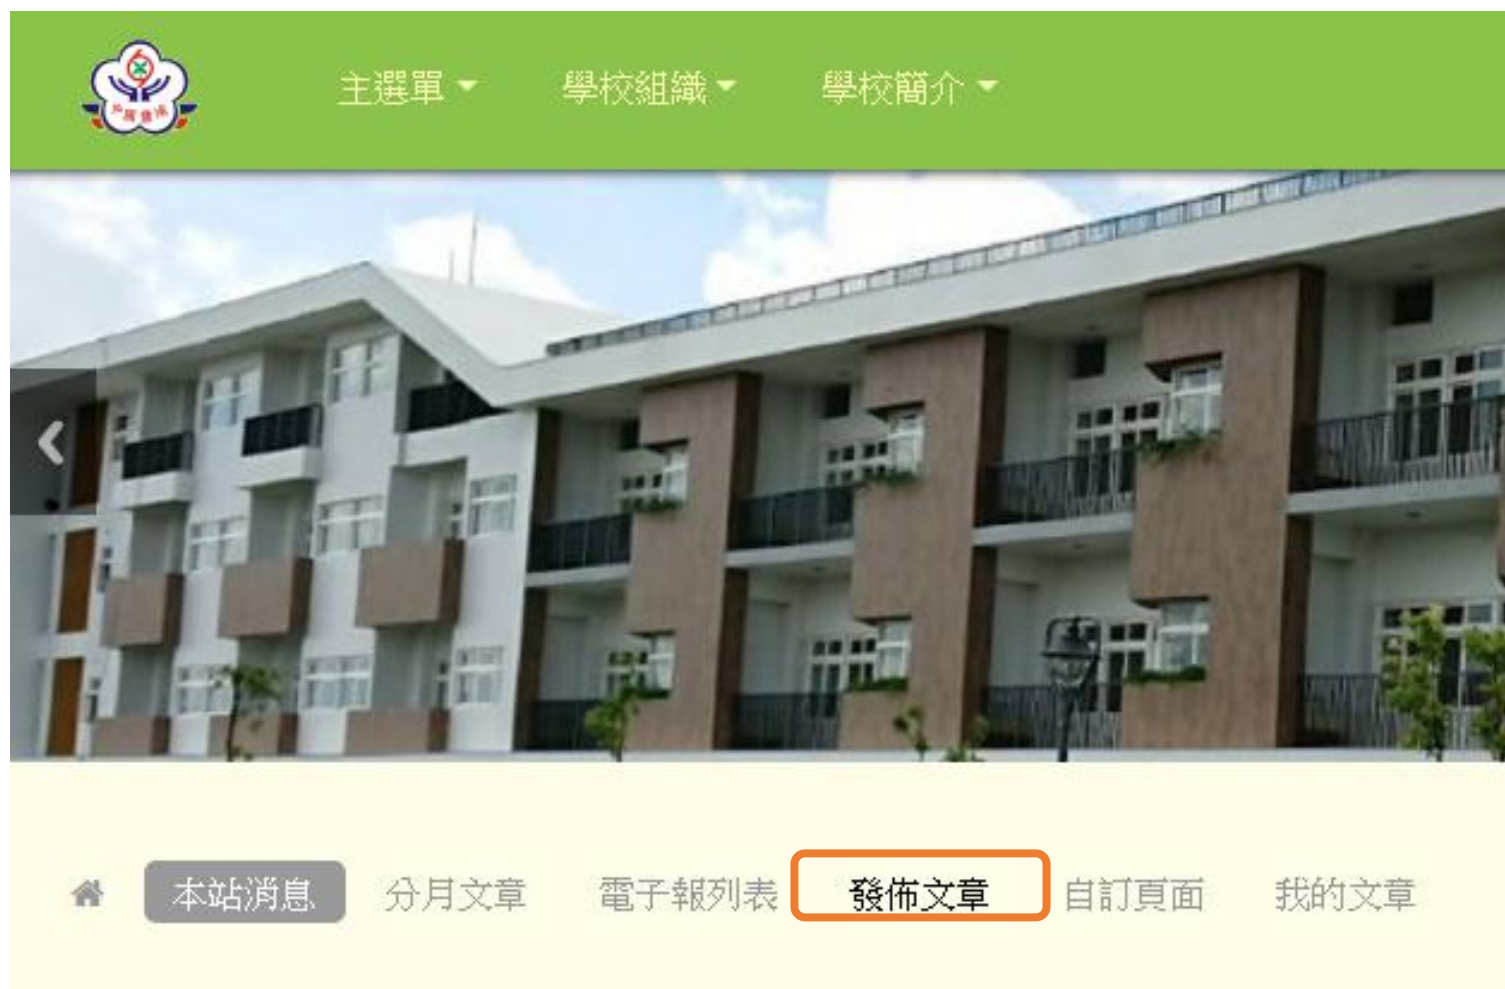 主選單
學校組織
學校簡介
本站消息
分月文章
電子報列表
發佈文章
自訂頁面
我的文章